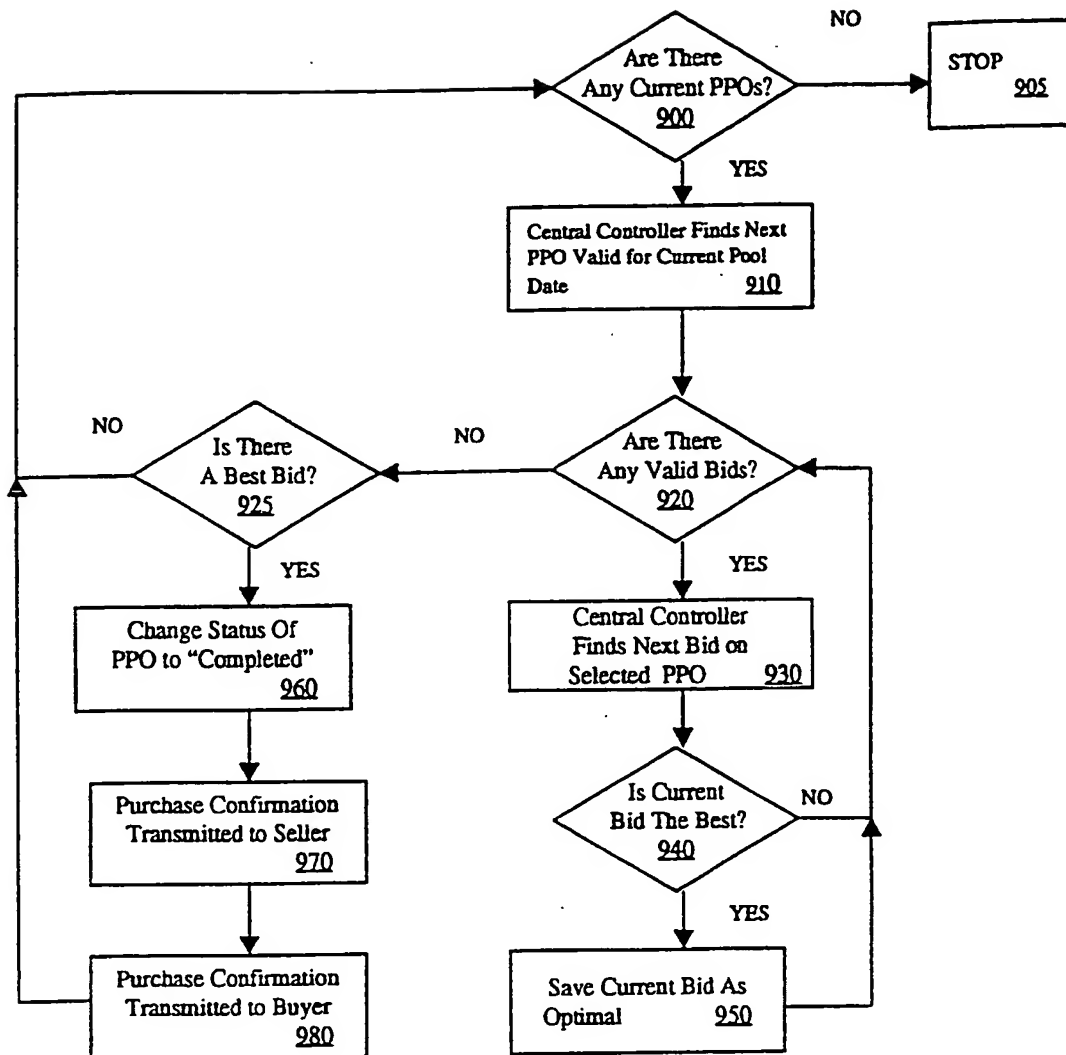 NO
Are There
Any Current PPOs?
900
STOP
905
YES
Central Controller Finds Next
PPO Valid for Current Pool
Date 910
NO
Is There
A Best Bid?
925
NO
Are There
Any Valid Bids?
920
YES
YES
Change Status Of
PPO to "Completed"
960
Central Controller
Finds Next Bid on
Selected PPO 930
Purchase Confirmation
Transmitted to Seller
970
Is Current
Bid The Best?
940
NO
YES
Purchase Confirmation
Transmitted to Buyer
980
Save Current Bid As
Optimal 950